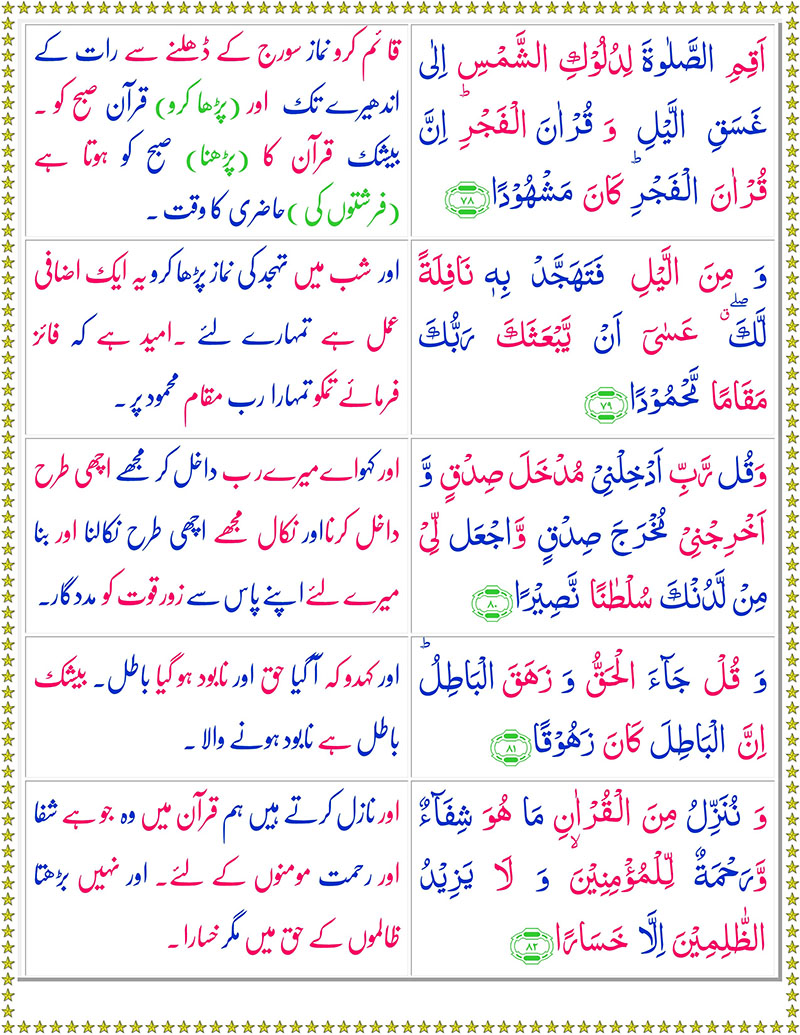 اَقِمِ الصَّلٰوةَ لِدُلُوْكِ الشَّمْسِ اِلٰى
غَسَقِ الَّيْلِ وَ قُرْاٰنَ الْفَجْرِ ؕ اِنَّ
قُرْاٰنَ الْفَجْرِ كَانَ مَشْهُوْدًا ﴿۷۸﴾
قائم کرو نماز سورج کے ڈھلنے سے رات کے
اندھیرے تک اور (پڑھا کرو) قرآن صبح کو ۔
بیشک قرآن کا (پڑھنا) صبح کو ہوتا ہے
(فرشتوں کی) حاضری کا وقت ۔
وَ مِنَ الَّيْلِ فَتَهَجَّدْ بِهٖ نَافِلَةً
لَّكَ ۖۗ عَسٰۤى اَنْ يَّبْعَثَكَ رَبُّكَ
مَقَامًا مَّحْمُوْدًا ﴿۷۹﴾
اور شب میں تہجد کی نماز پڑھا کرو یہ ایک اضافی
عمل ہے تمہارے لئے ۔ امید ہے کہ فائز
فرمائے تمکو تمہارا رب مقام محمود پر ۔
وَقُل رَّبِّ اَدْخِلْنِيْ مُدْخَلَ صِدْقٍ وَّ
اَخْرِجْنِيْ مُخْرَجَ صِدْقٍ وَّاجْعَل لِّيْ
مِنْ لَّدُنْكَ سُلْطٰنًا نَّصِيْرًا ﴿۸۰﴾
اور کہو اے میرے رب داخل کر مجھے اچھی طرح
داخل کرنا اور نکال مجھے اچھی طرح نکالنا اور بنا
میرے لئے اپنے پاس سے زور قوت کو مددگار۔
وَ قُلْ جَآءَ الْحَقُّ وَ زَهَقَ الْبَاطِلُ ؕ
اِنَّ الْبَاطِلَ كَانَ زَهُوْقًا ﴿۸۱﴾
اور کہدو کہ آ گیا حق اور نابود ہو گیا باطل۔ بیشک
باطل ہے نابود ہونے والا ۔
وَ نُنَزِّلُ مِنَ الْقُرْاٰنِ مَا هُوَ شِفَآءٌ
وَّرَحْمَةٌ لِّلْمُؤْمِنِيْنَ ۙ وَ لَا يَزِيْدُ
الظّٰلِمِيْنَ اِلَّا خَسَارًا ﴿۸۲﴾
اور نازل کرتے ہیں ہم قرآن میں وہ جو ہے شفا
اور رحمت مومنوں کے لئے۔ اور نہیں بڑھتا
ظالموں کے حق میں مگر خسارا ۔